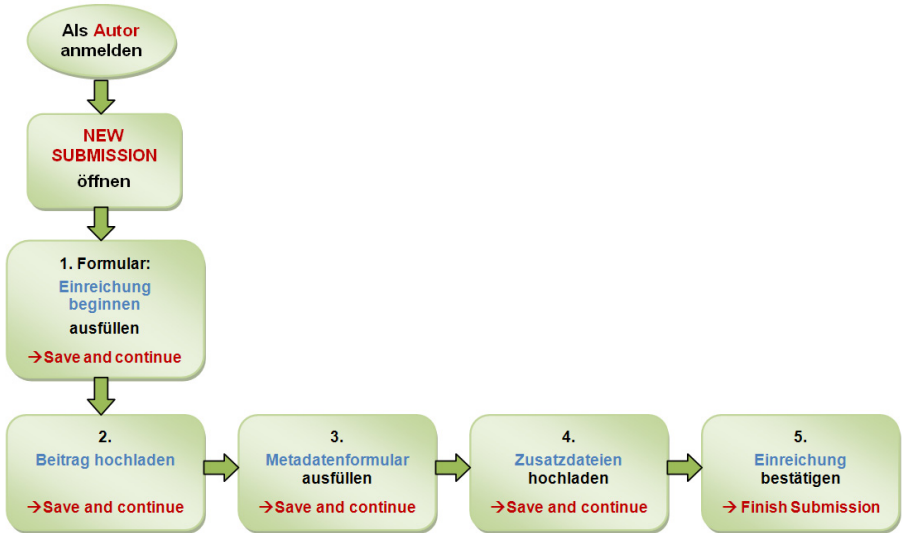 Als Autor
anmelden
NEW
SUBMISSION
öffnen
1. Formular:
Einreichung
beginnen
ausfüllen
→Save and continue
2.
Beitrag hochladen
→Save and continue
3.
Metadatenformular
ausfüllen
→Save and continue
4.
Zusatzdateien
hochladen
→Save and continue
5.
Einreichung
bestätigen
→ Finish Submission